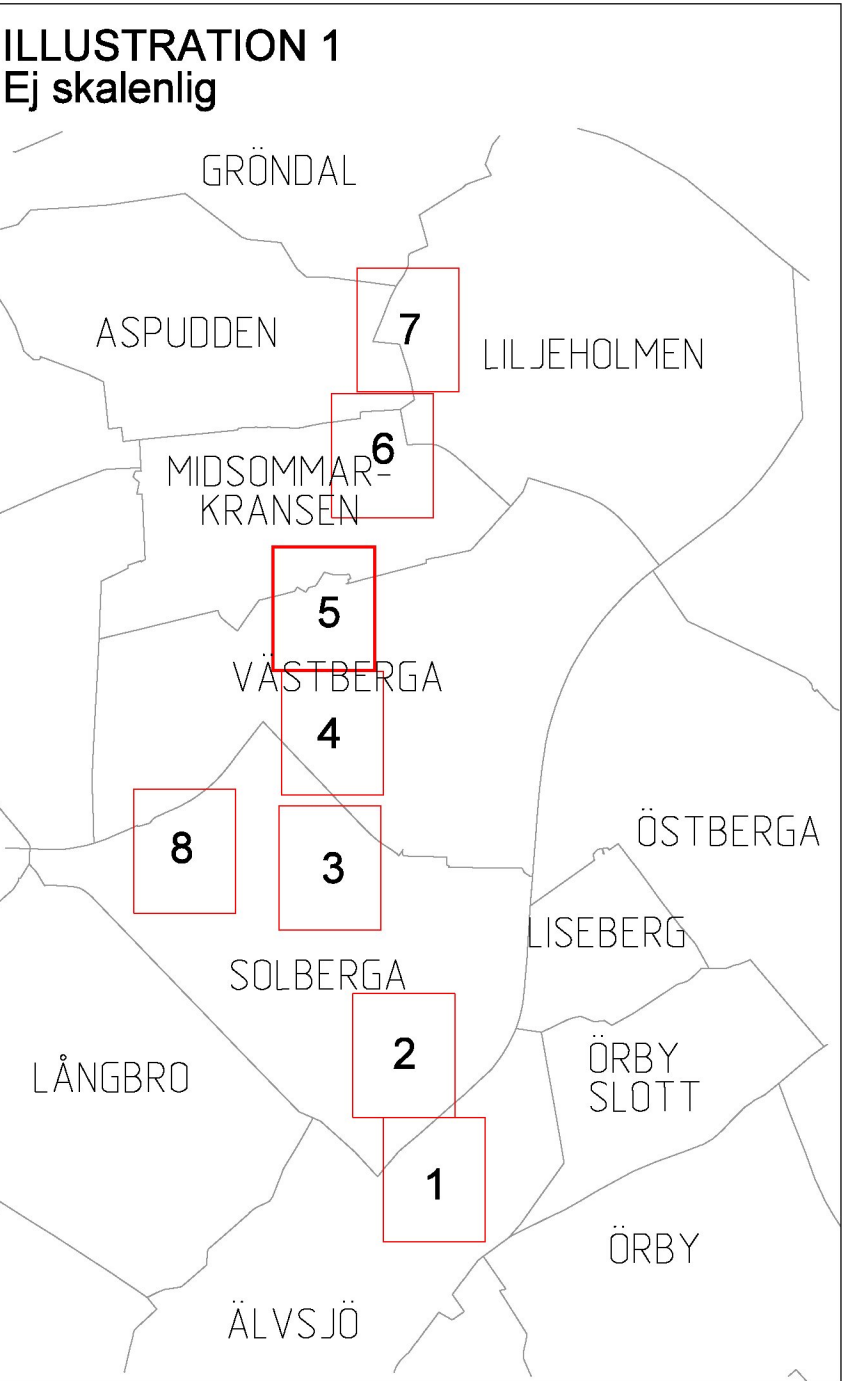 ILLUSTRATION 1
Ej skalenlig
GRÖNDAL
ASPUDDEN
7
LILJEHOLMEN
6
MIDSOMMAR-
KRANSEN
5
VÄSTBERGA
4
8
3
ÖSTBERGA
LISEBERG
SOLBERGA
2
LÅNGBRO
ÖRBY
SLOTT
1
ÖRBY
ÄLVSJÖ